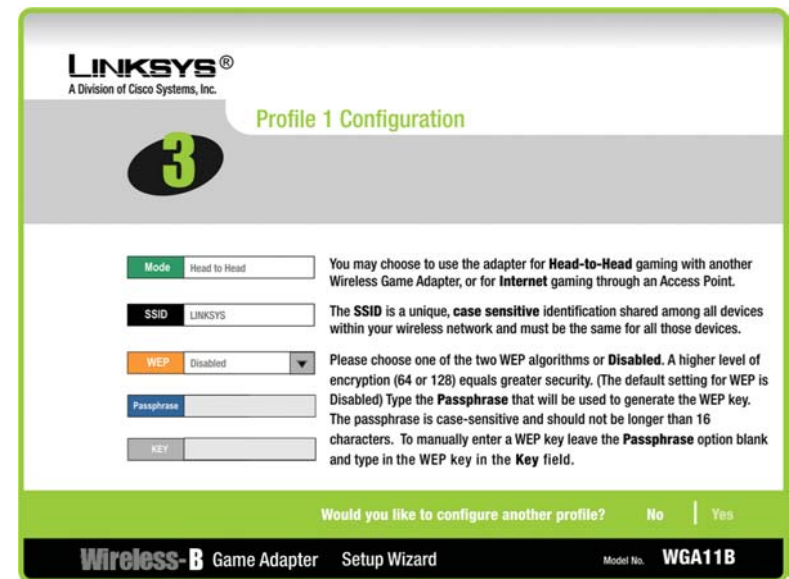 LINKSYS®
A Division of Cisco Systems, Inc.
Profile 1 Configuration
3
Mode Head to Head
You may choose to use the adapter for Head-to-Head gaming with another
Wireless Game Adapter, or for Internet gaming through an Access Point.
SSID LINKSYS
The SSID is a unique, case sensitive identification shared among all devices
within your wireless network and must be the same for all those devices.
WEP Disabled
Please choose one of the two WEP algorithms or Disabled. A higher level of
encryption (64 or 128) equals greater security. (The default setting for WEP is
Passphrase
Disabled) Type the Passphrase that will be used to generate the WEP key.
The passphrase is case-sensitive and should not be longer than 16
characters. To manually enter a WEP key leave the Passphrase option blank
KEY
and type in the WEP key in the Key field.
Would you like to configure another profile? No Yes
Wireless-B Game Adapter Setup Wizard Model No. WGA11B